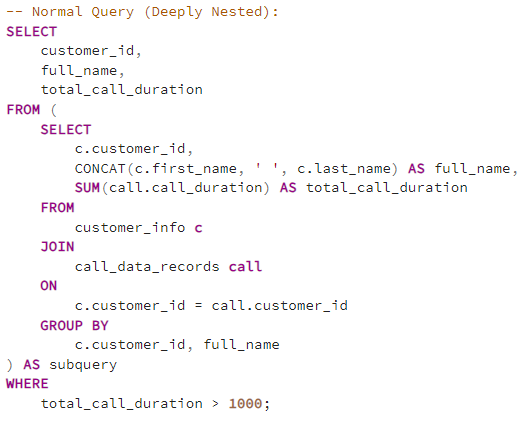 -- Normal Query (Deeply Nested):
SELECT
    customer_id,
    full_name,
    total_call_duration
FROM (
    SELECT
        c.customer_id,
        CONCAT(c.first_name, ' ', c.last_name) AS full_name,
        SUM(call.call_duration) AS total_call_duration
    FROM
        customer_info c
    JOIN
        call_data_records call
    ON
        c.customer_id = call.customer_id
    GROUP BY
        c.customer_id, full_name
) AS subquery
WHERE
    total_call_duration > 1000;